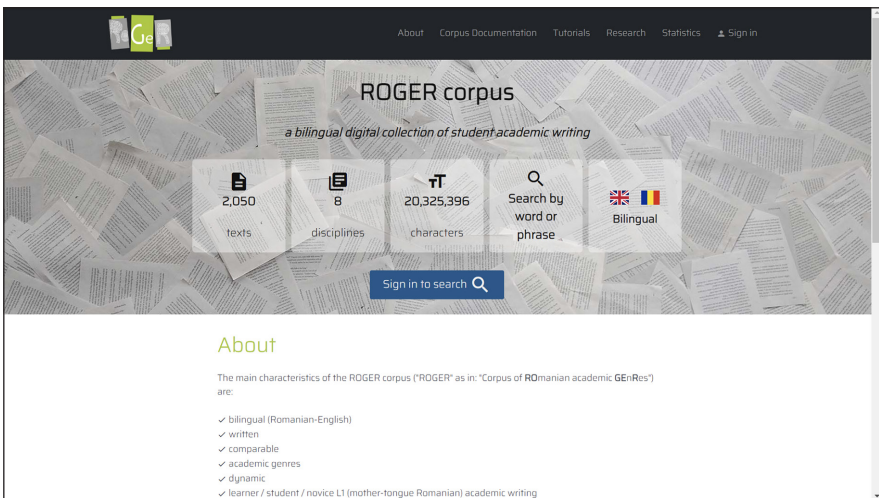 RoGeR
About Corpus Documentation Tutorials Research Statistics Sign in
ROGER corpus
a bilingual digital collection of student academic writing
2,050
texts
8
disciplines
20,325,396
characters
Search by
word or
phrase
Bilingual
Sign in to search
About
The main characteristics of the ROGER corpus ("ROGER" as in: "Corpus of ROmanian academic GEnRes")
are:
✓ bilingual (Romanian-English)
✓ written
✓ comparable
✓ academic genres
✓ dynamic
✓ learner / student / novice L1 (mother-tongue Romanian) academic writing